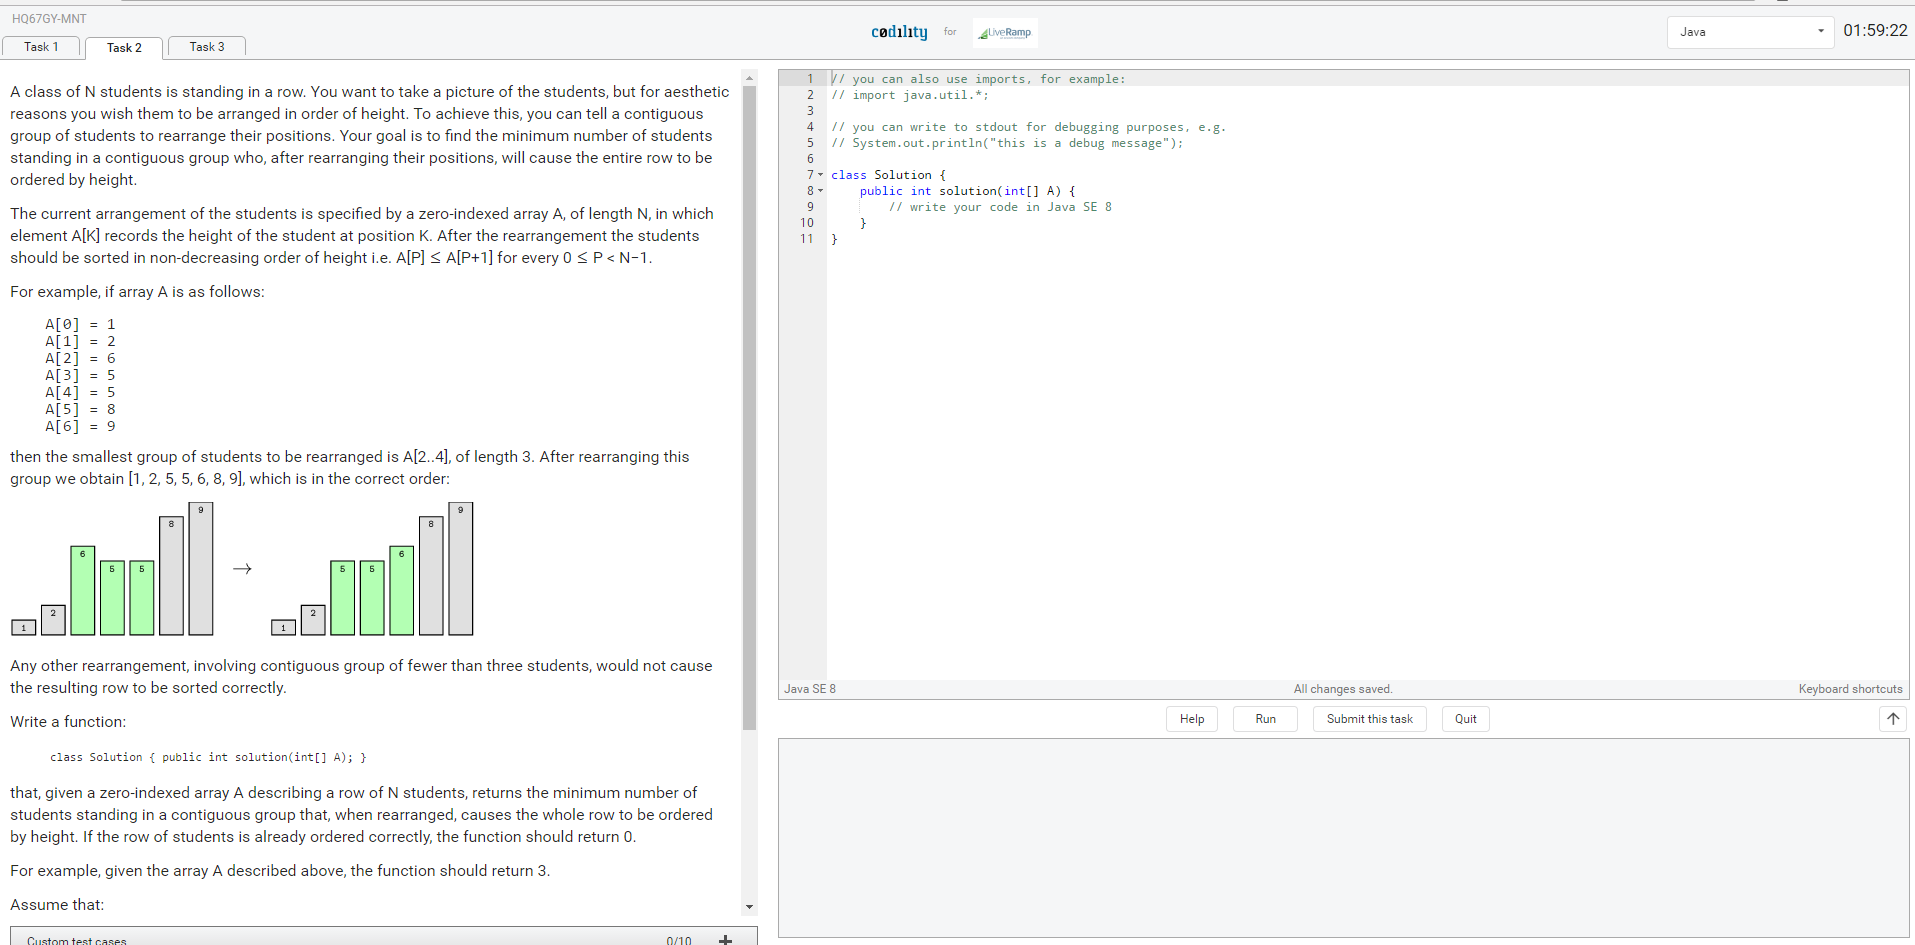 HQ67GY-MNT
Task 1
Task 2
Task 3
codility for LiveRamp
Java
01:59:22
A class of N students is standing in a row. You want to take a picture of the students, but for aesthetic
reasons you wish them to be arranged in order of height. To achieve this, you can tell a contiguous
group of students to rearrange their positions. Your goal is to find the minimum number of students
standing in a contiguous group who, after rearranging their positions, will cause the entire row to be
ordered by height.
The current arrangement of the students is specified by a zero-indexed array A, of length N, in which
element A[K] records the height of the student at position K. After the rearrangement the students
should be sorted in non-decreasing order of height i.e. A[P] ≤ A[P+1] for every 0 ≤ P < N−1.
For example, if array A is as follows:
A[0] = 1
A[1] = 2
A[2] = 6
A[3] = 5
A[4] = 5
A[5] = 8
A[6] = 9
then the smallest group of students to be rearranged is A[2..4], of length 3. After rearranging this
group we obtain [1, 2, 5, 5, 6, 8, 9], which is in the correct order:
1 2 6 5 5 8 9 → 1 2 5 5 6 8 9
Any other rearrangement, involving contiguous group of fewer than three students, would not cause
the resulting row to be sorted correctly.
Write a function:
class Solution { public int solution(int[] A); }
that, given a zero-indexed array A describing a row of N students, returns the minimum number of
students standing in a contiguous group that, when rearranged, causes the whole row to be ordered
by height. If the row of students is already ordered correctly, the function should return 0.
For example, given the array A described above, the function should return 3.
Assume that:
Custom test cases 0/10 +
1 // you can also use imports, for example:
2 // import java.util.*;
3
4 // you can write to stdout for debugging purposes, e.g.
5 // System.out.println("this is a debug message");
6
7 class Solution {
8 public int solution(int[] A) {
9 // write your code in Java SE 8
10 }
11 }
Java SE 8
All changes saved.
Keyboard shortcuts
Help
Run
Submit this task
Quit